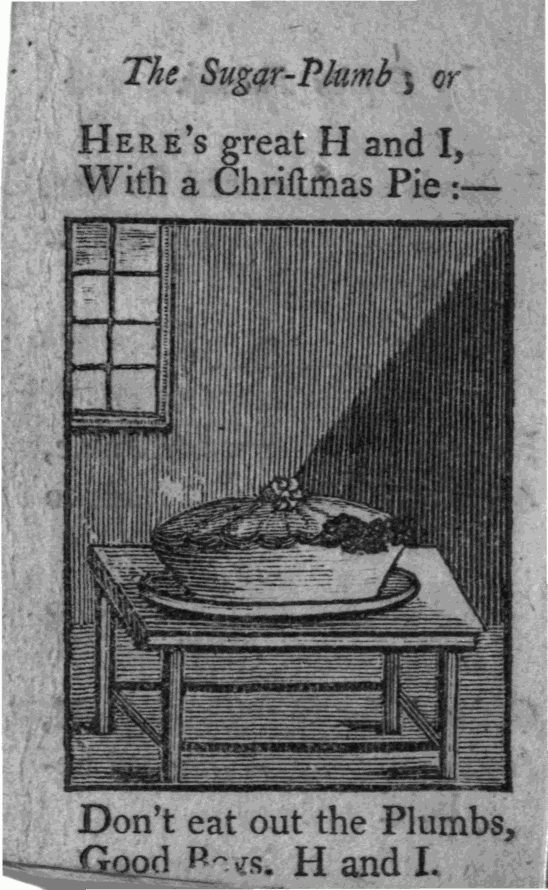 The Sugar-Plumb; or
HERE's great H and I,
With a Chriſtmas Pie :—
Don't eat out the Plumbs,
Good Boys. H and I.